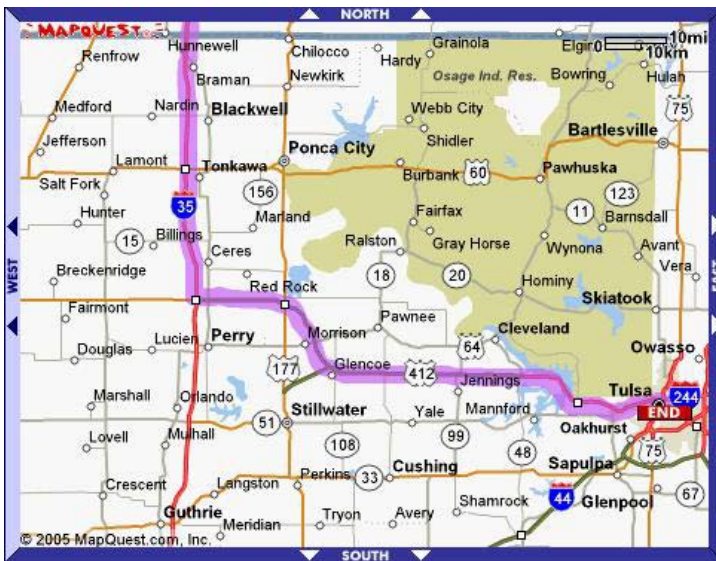 NORTH
MAPQUEST
10mi
10km
Hunnewell
Chilocco
Grainola
Elgin
Renfrow
Hardy
Osage Ind. Res.
Bowring
Hulah
Braman
Newkirk
Medford
Nardin
Blackwell
Webb City
75
Shidler
Bartlesville
Jefferson
Ponca City
Lamont
Tonkawa
Burbank
60
Pawhuska
Salt Fork
156
123
35
Hunter
Marland
Fairfax
11
Barnsdall
15
Billings
Gray Horse
Wynona
Ralston
Avant
WEST
Ceres
Vera
EAST
Breckenridge
Red Rock
18
20
Hominy
Fairmont
Skiatook
Pawnee
Cleveland
Lucien
Perry
Morrison
64
Owasso
Douglas
177
Glencoe
412
Jennings
Tulsa
244
Marshall
Orlando
END
51
Stillwater
Yale
Mannford
Oakhurst
Lovell
Mulhall
108
99
48
75
Perkins
33
Cushing
Sapulpa
Crescent
Langston
44
Glenpool
67
Guthrie
Shamrock
Meridian
Tryon
Avery
© 2005 MapQuest.com, Inc.
SOUTH